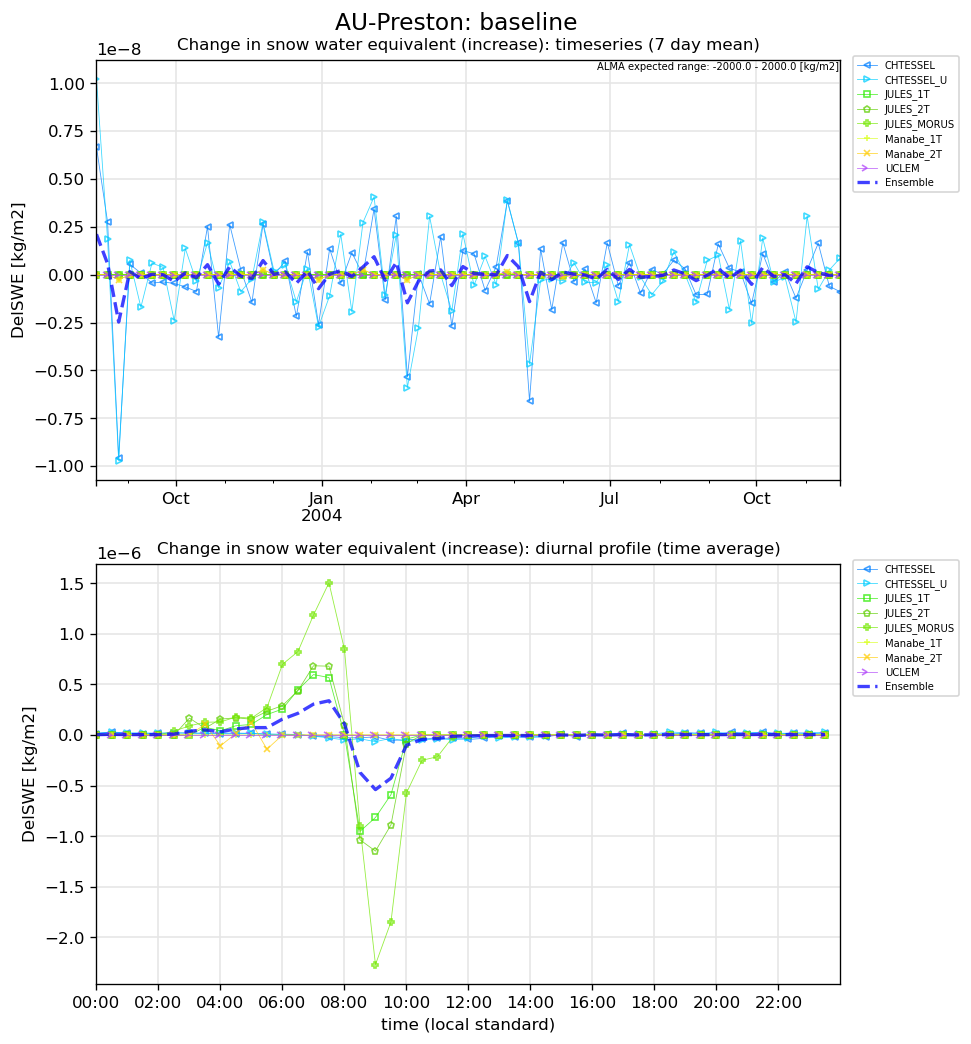 AU-Preston: baseline
Change in snow water equivalent (increase): timeseries (7 day mean)
1e−8
ALMA expected range: -2000.0 - 2000.0 [kg/m2]
1.00
0.75
0.50
0.25
0.00
−0.25
−0.50
−0.75
−1.00
DelSWE [kg/m2]
Oct
Jan
2004
Apr
Jul
Oct
CHTESSEL
CHTESSEL_U
JULES_1T
JULES_2T
JULES_MORUS
Manabe_1T
Manabe_2T
UCLEM
Ensemble
Change in snow water equivalent (increase): diurnal profile (time average)
1e−6
1.5
1.0
0.5
0.0
−0.5
−1.0
−1.5
−2.0
DelSWE [kg/m2]
00:00
02:00
04:00
06:00
08:00
10:00
12:00
14:00
16:00
18:00
20:00
22:00
time (local standard)
CHTESSEL
CHTESSEL_U
JULES_1T
JULES_2T
JULES_MORUS
Manabe_1T
Manabe_2T
UCLEM
Ensemble